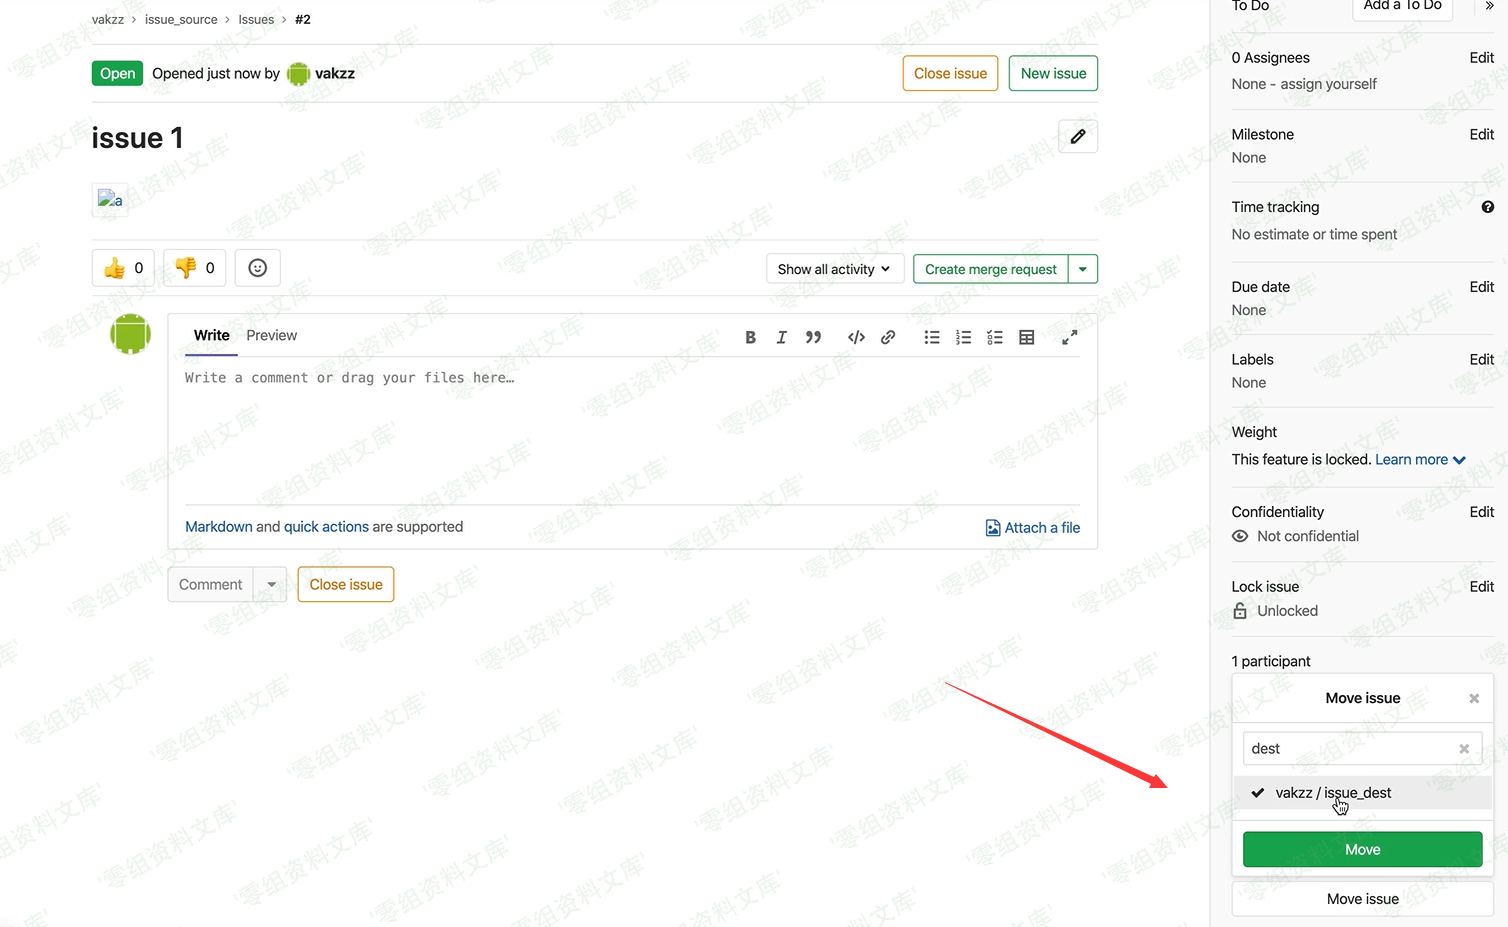 vakzz › issue_source › Issues › #2
Open Opened just now by vakzz
Close issue
New issue
issue 1
a
0
0
Show all activity
Create merge request
Write
Preview
B I
Write a comment or drag your files here…
Markdown and quick actions are supported
Attach a file
Comment
Close issue
To Do
Add a To Do
»
0 Assignees
Edit
None - assign yourself
Milestone
Edit
None
Time tracking
No estimate or time spent
Due date
Edit
None
Labels
Edit
None
Weight
This feature is locked. Learn more
Confidentiality
Edit
Not confidential
Lock issue
Edit
Unlocked
1 participant
Move issue
dest
vakzz / issue_dest
Move
Move issue
零组资料文库